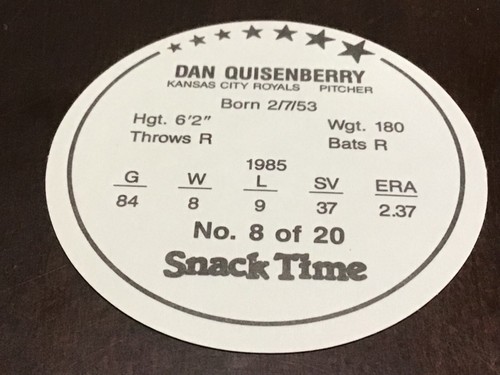 DAN QUISENBERRY
KANSAS CITY ROYALS PITCHER
Born 2/7/53
Hgt. 6'2" Wgt. 180
Throws R Bats R
1985
G W L SV ERA
84 8 9 37 2.37
No. 8 of 20
Snack Time